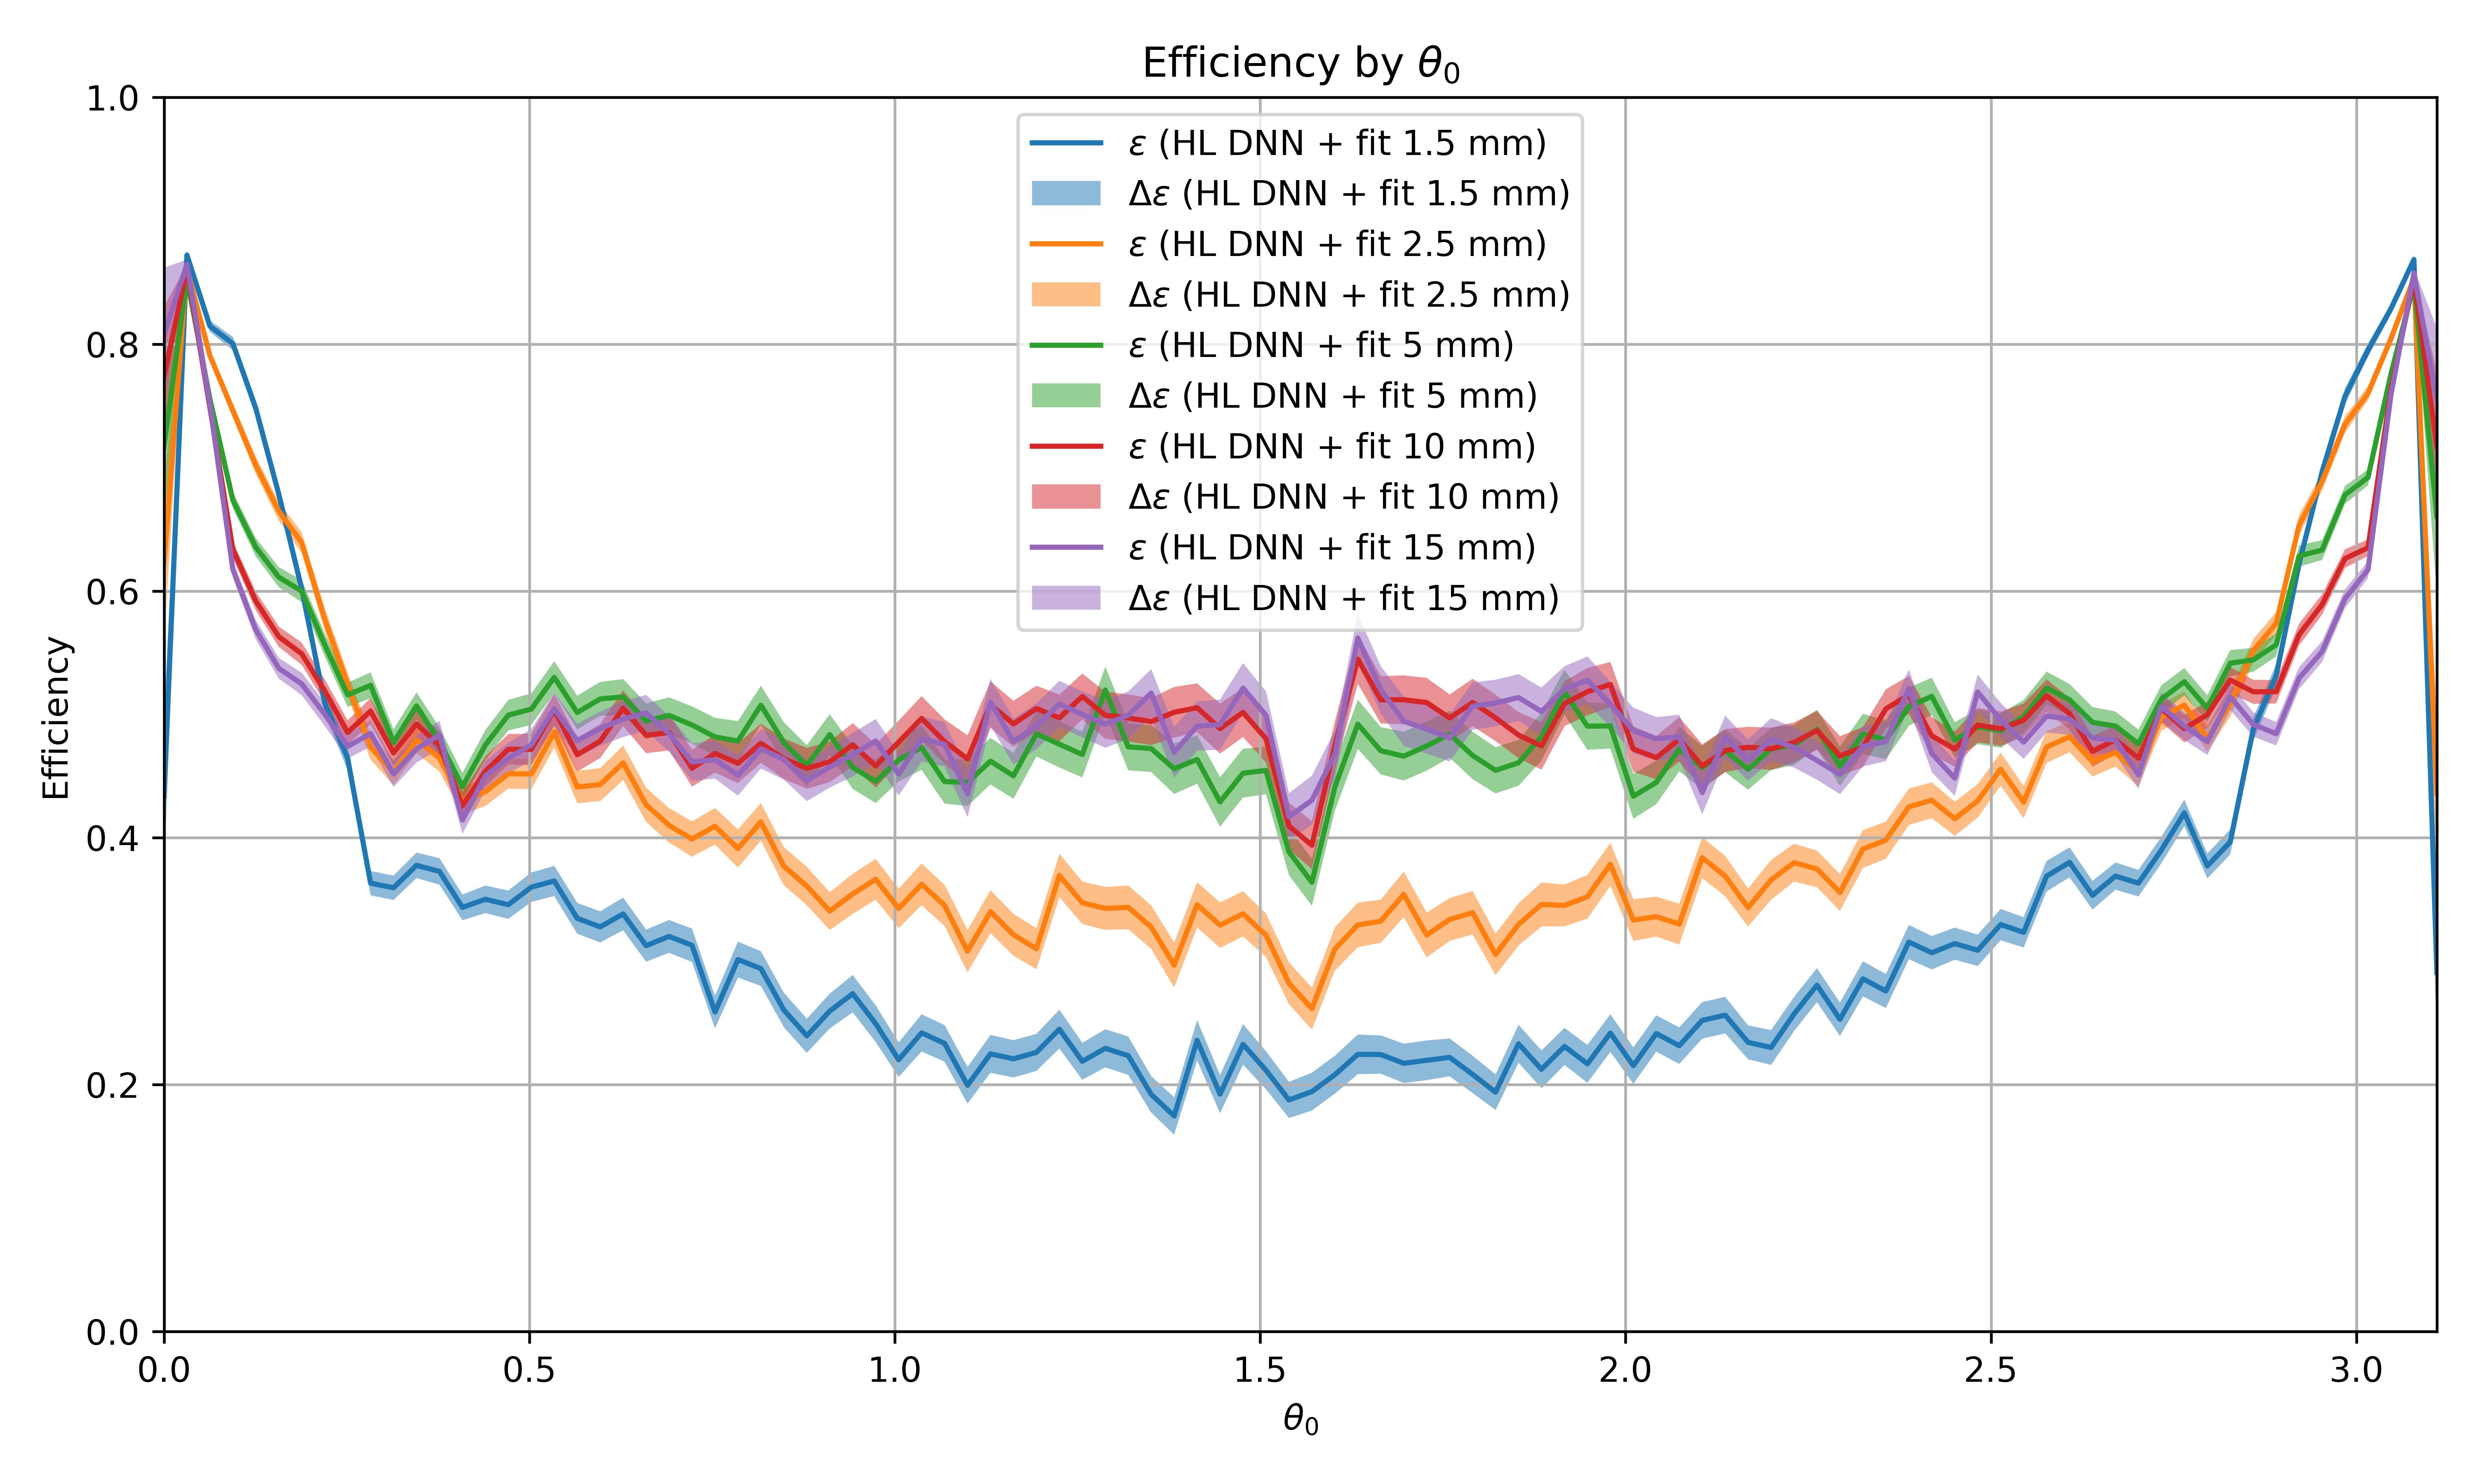 Efficiency by θ₀
1.0
0.8
0.6
0.4
0.2
0.0
Efficiency
ε (HL DNN + fit 1.5 mm)
Δε (HL DNN + fit 1.5 mm)
ε (HL DNN + fit 2.5 mm)
Δε (HL DNN + fit 2.5 mm)
ε (HL DNN + fit 5 mm)
Δε (HL DNN + fit 5 mm)
ε (HL DNN + fit 10 mm)
Δε (HL DNN + fit 10 mm)
ε (HL DNN + fit 15 mm)
Δε (HL DNN + fit 15 mm)
0.0 0.5 1.0 1.5 2.0 2.5 3.0
θ₀